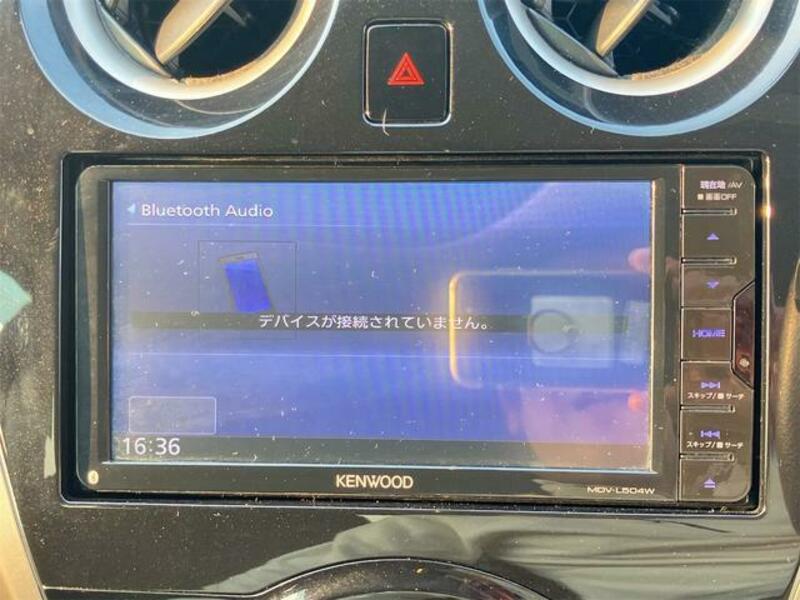 現在地/AV
■ 画面OFF
Bluetooth Audio
デバイスが接続されていません。
HOME
スキップ/ サーチ
スキップ/ サーチ
16:36
KENWOOD
MDV-L504W